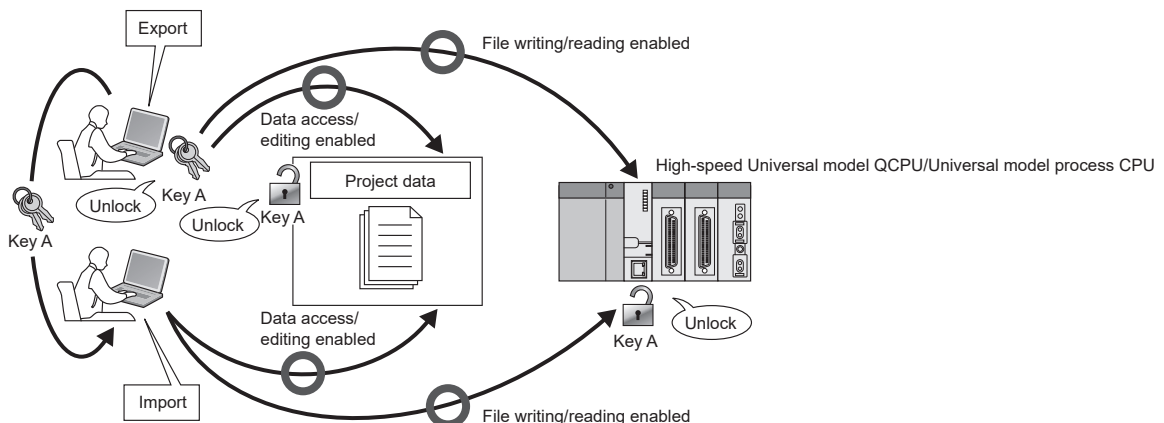 Export
File writing/reading enabled
Data access/
editing enabled
High-speed Universal model QCPU/Universal model process CPU
Project data
Unlock
Key A
Unlock
Key A
Key A
Data access/
editing enabled
Unlock
Key A
Import
File writing/reading enabled